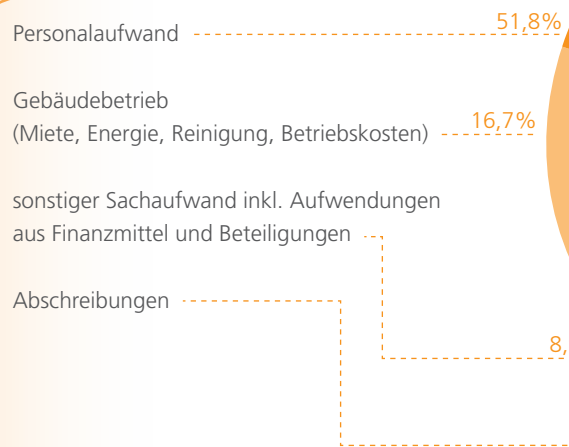 Personalaufwand 51,8%
Gebäudebetrieb
(Miete, Energie, Reinigung, Betriebskosten) 16,7%
sonstiger Sachaufwand inkl. Aufwendungen
aus Finanzmittel und Beteiligungen
Abschreibungen
8,